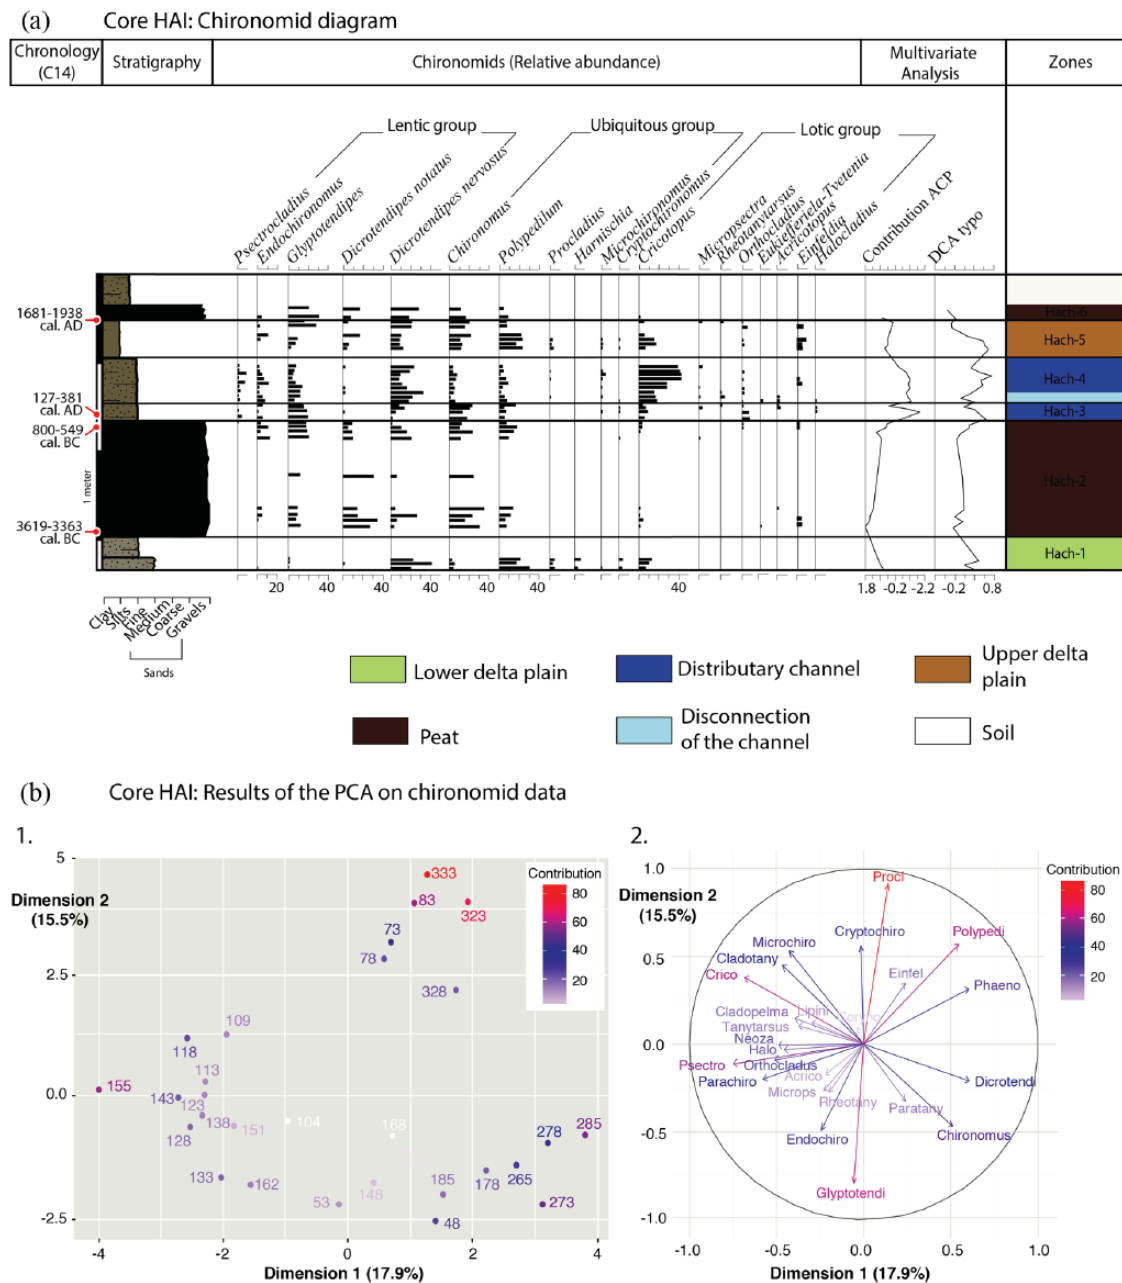 (a) Core HAI: Chironomid diagram
Chronology (C14) Stratigraphy Chironomids (Relative abundance) Multivariate Analysis Zones
Lentic group Ubiquitous group Lotic group
Psectrocladius
Endochironomus
Glyptotendipes
Dicrotendipes notatus
Dicrotendipes nervosus
Chironomus
Polypedilum
Procladius
Harnischia
Microchironomus
Cryptochironomus
Cricotopus
Micropsectra
Rheotanytarsus
Orthocladius
Eukiefferiela-Tvetenia
Acricotopus
Einfeldia
Halocladius
Contribution ACP
DCA typo
1681-1938
cal. AD
127-381
cal. AD
800-549
cal. BC
1 meter
3619-3363
cal. BC
Hach-6
Hach-5
Hach-4
Hach-3
Hach-2
Hach-1
20 40 40 40 40 40 40 1.8 -0.2 -2.2 -0.2 0.8
Clay
Silts
Fine
Medium
Coarse
Gravels
Sands
Lower delta plain
Distributary channel
Upper delta
plain
Peat
Disconnection
of the channel
Soil
(b) Core HAI: Results of the PCA on chironomid data
1.
5
Dimension 2
(15.5%)
2.5
0.0
-2.5
-4 -2 0 2 4
Dimension 1 (17.9%)
Contribution
80
60
40
20
333
83
323
73
78
328
109
118
113
155
143
123
138
151
104
168
128
278
285
133
162
185
178
265
148
53
48
273
2.
1.0
Dimension 2
(15.5%)
0.5
0.0
-0.5
-1.0
-1.0 -0.5 0.0 0.5 1.0
Dimension 1 (17.9%)
Contribution
80
60
40
20
Procl
Polypedi
Cryptochiro
Microchiro
Cladotany
Crico
Einfel
Phaeno
Cladopelma
Lipini
Tanytarsus
Neoza
Halo
Psectro
Orthocladus
Parachiro
Acrico
Dicrotendi
Microps
Rheotany
Paratany
Endochiro
Chironomus
Glyptotendi